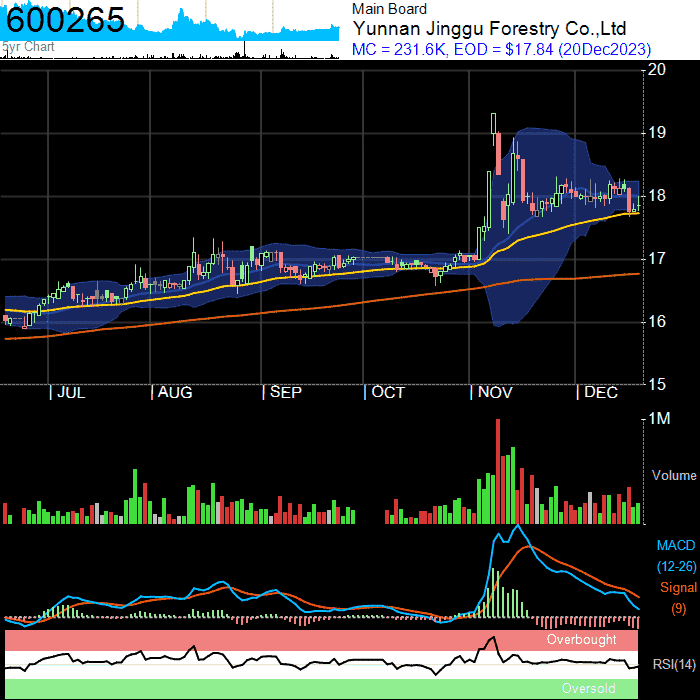 600265
5yr Chart
Main Board
Yunnan Jinggu Forestry Co.,Ltd
MC = 231.6K, EOD = $17.84 (20Dec2023)
20
19
18
17
16
15
JUL
AUG
SEP
OCT
NOV
DEC
1M
Volume
MACD
(12-26)
Signal
(9)
Overbought
RSI(14)
Oversold